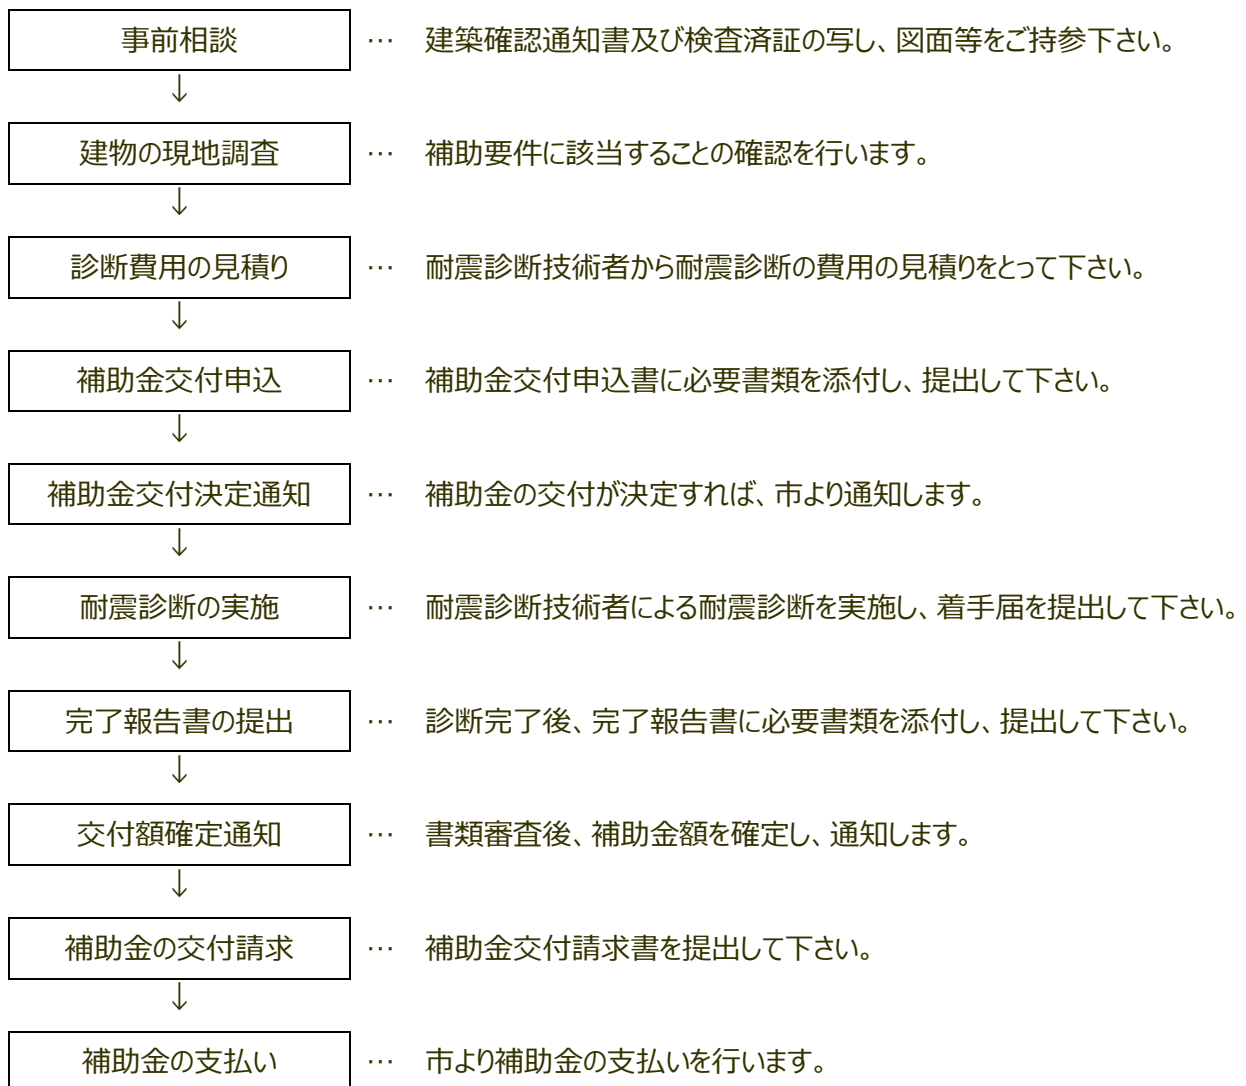 事前相談 … 建築確認通知書及び検査済証の写し、図面等をご持参下さい。
↓
建物の現地調査 … 補助要件に該当することの確認を行います。
↓
診断費用の見積り … 耐震診断技術者から耐震診断の費用の見積りをとって下さい。
↓
補助金交付申込 … 補助金交付申込書に必要書類を添付し、提出して下さい。
↓
補助金交付決定通知 … 補助金の交付が決定すれば、市より通知します。
↓
耐震診断の実施 … 耐震診断技術者による耐震診断を実施し、着手届を提出して下さい。
↓
完了報告書の提出 … 診断完了後、完了報告書に必要書類を添付し、提出して下さい。
↓
交付額確定通知 … 書類審査後、補助金額を確定し、通知します。
↓
補助金の交付請求 … 補助金交付請求書を提出して下さい。
↓
補助金の支払い … 市より補助金の支払いを行います。